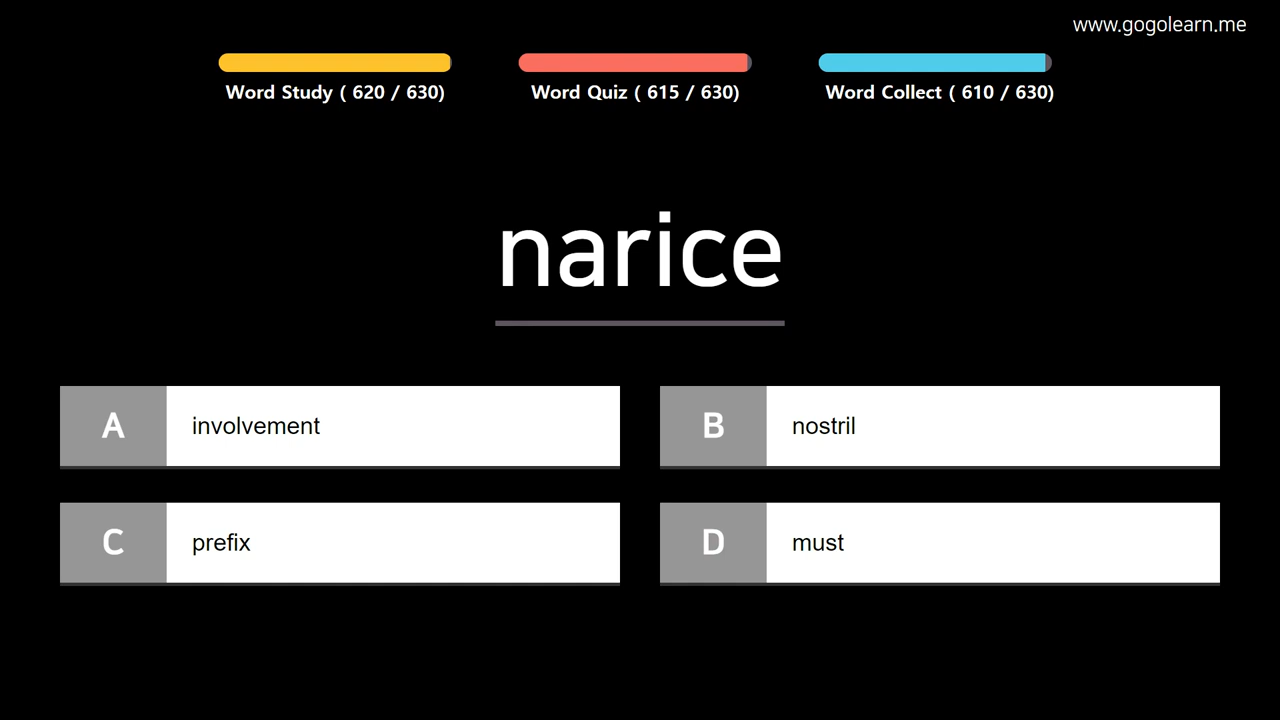 www.gogolearn.me
Word Study ( 620 / 630)
Word Quiz ( 615 / 630)
Word Collect ( 610 / 630)
narice
A involvement
B nostril
C prefix
D must